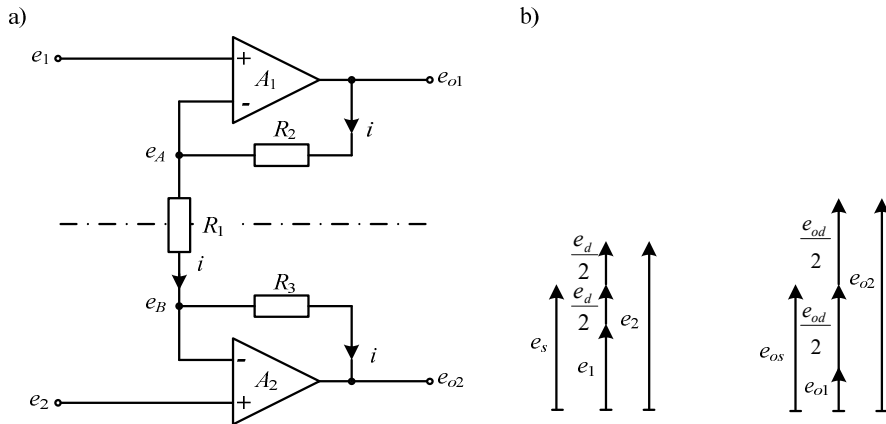 a)
b)
e1
+
A1
-
eo1
R2
i
eA
R1
i
eB
R3
i
-
A2
+
eo2
e2
es
ed/2
ed/2
e1
e2
eos
eod/2
eod/2
eo1
eo2